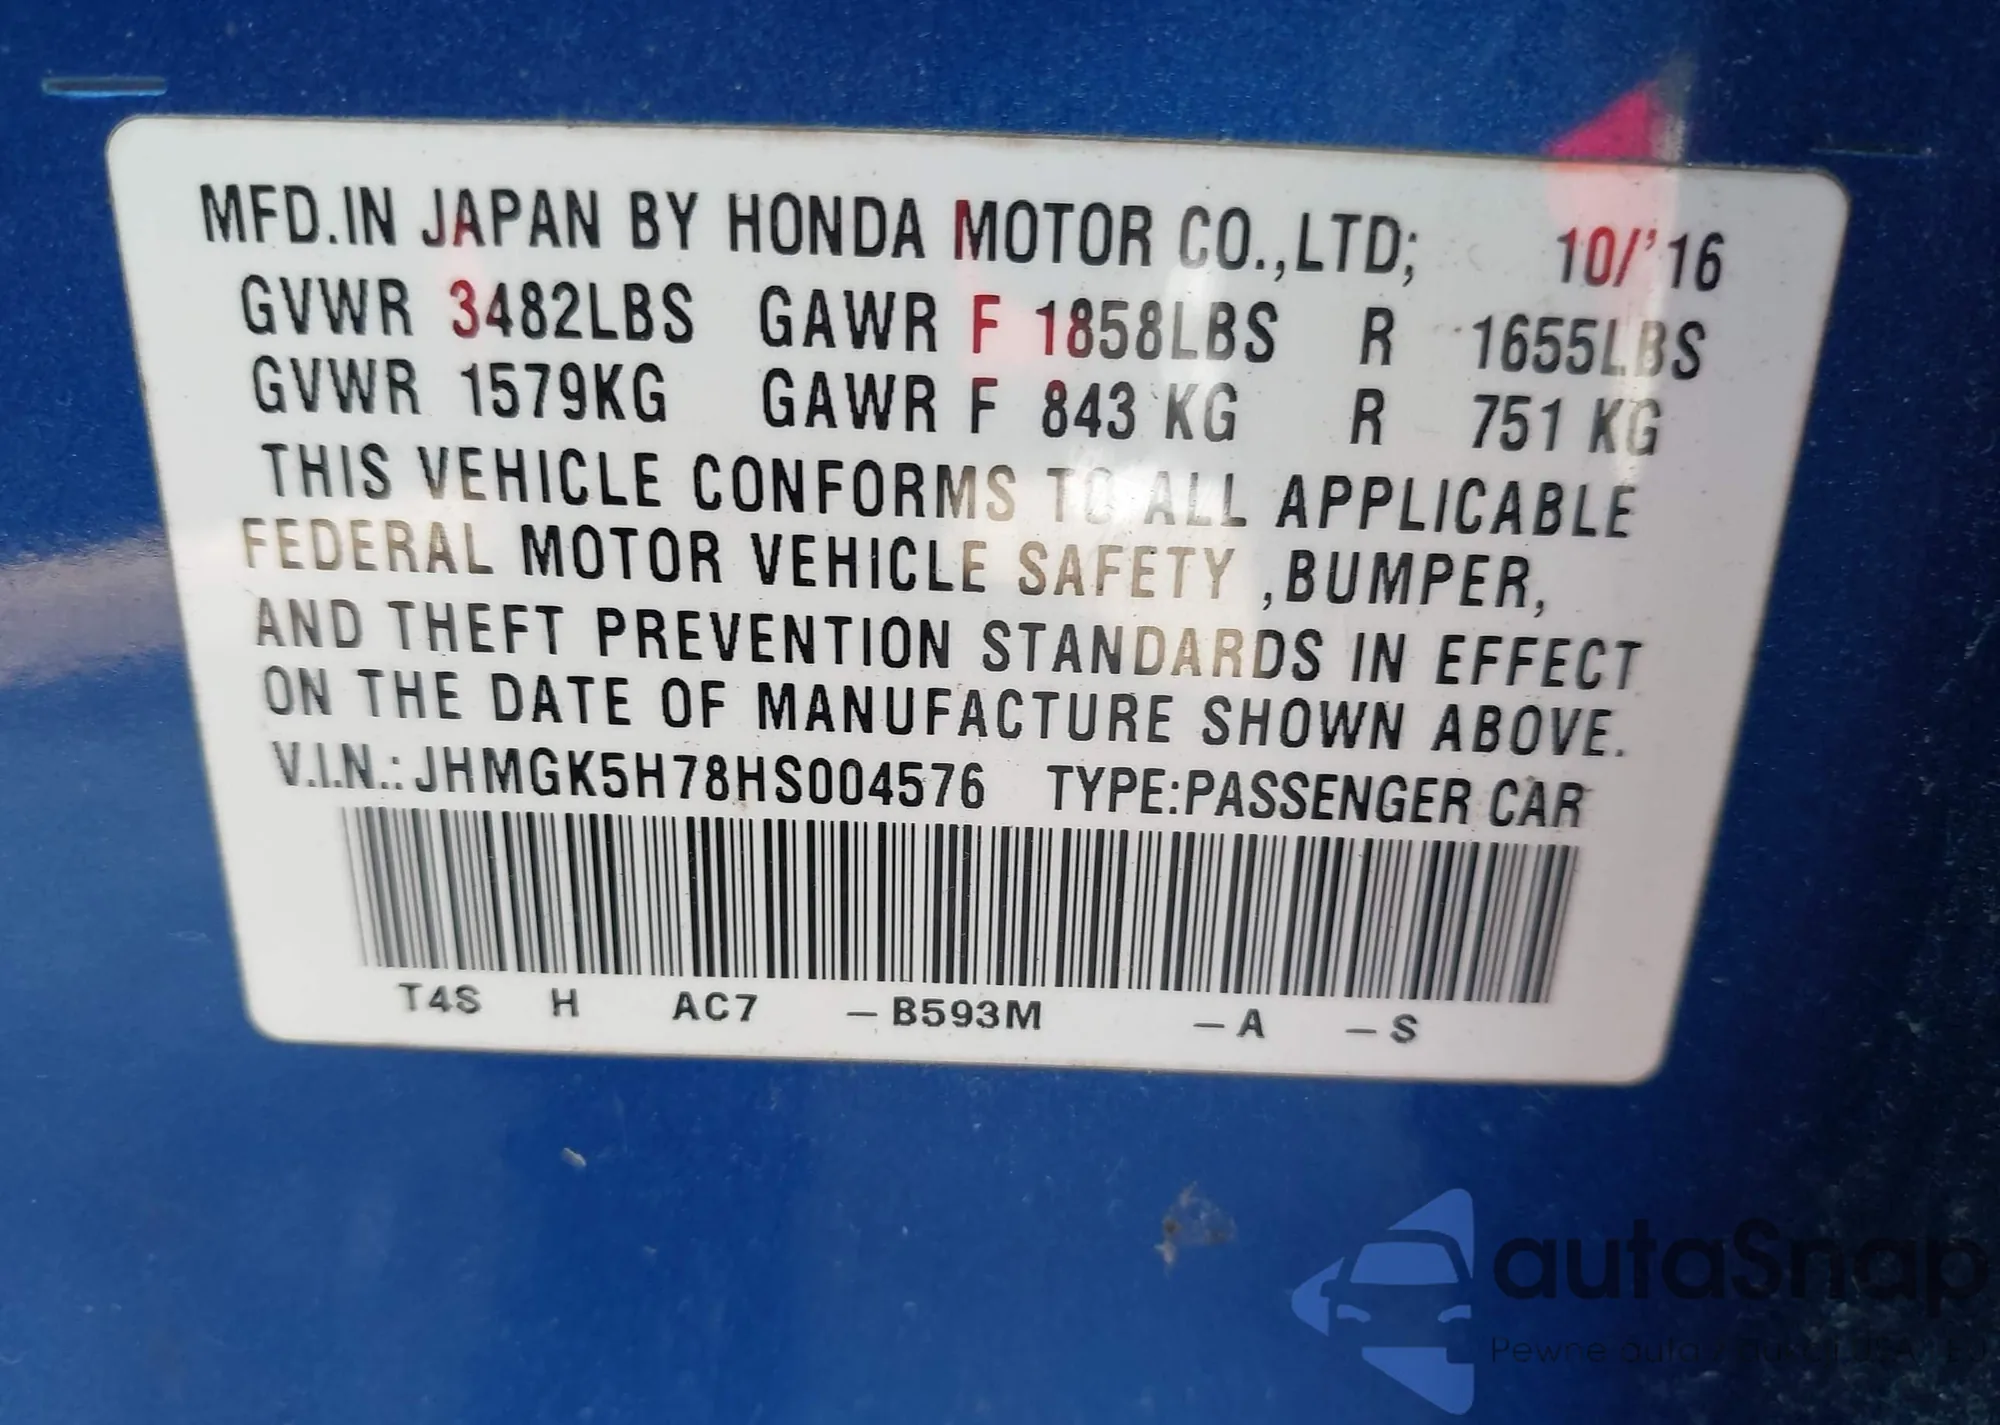 MFD.IN JAPAN BY HONDA MOTOR CO.,LTD; 10/'16
GVWR 3482LBS GAWR F 1858LBS R 1655LBS
GVWR 1579KG GAWR F 843 KG R 751 KG
THIS VEHICLE CONFORMS TO ALL APPLICABLE
FEDERAL MOTOR VEHICLE SAFETY ,BUMPER,
AND THEFT PREVENTION STANDARDS IN EFFECT
ON THE DATE OF MANUFACTURE SHOWN ABOVE.
V.I.N.: JHMGK5H78HS004576 TYPE:PASSENGER CAR
T4S H AC7 – B593M – A – S
autaSnap
Pewne auta